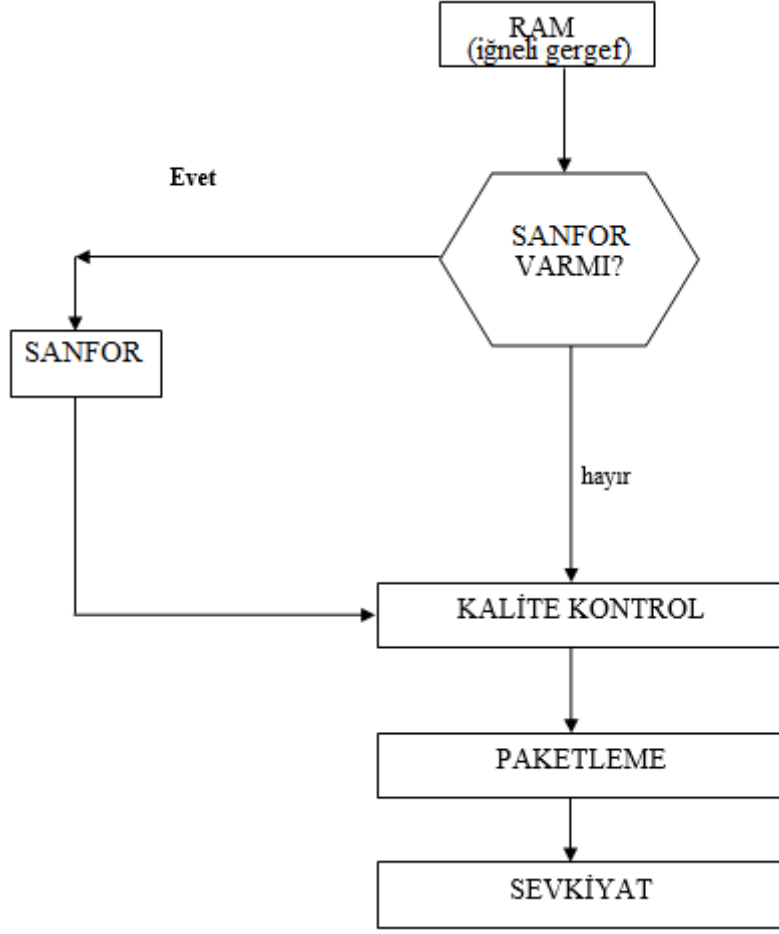 RAM
(iğneli gergef)
Evet
SANFOR
VARMI?
SANFOR
hayır
KALİTE KONTROL
PAKETLEME
SEVKİYAT